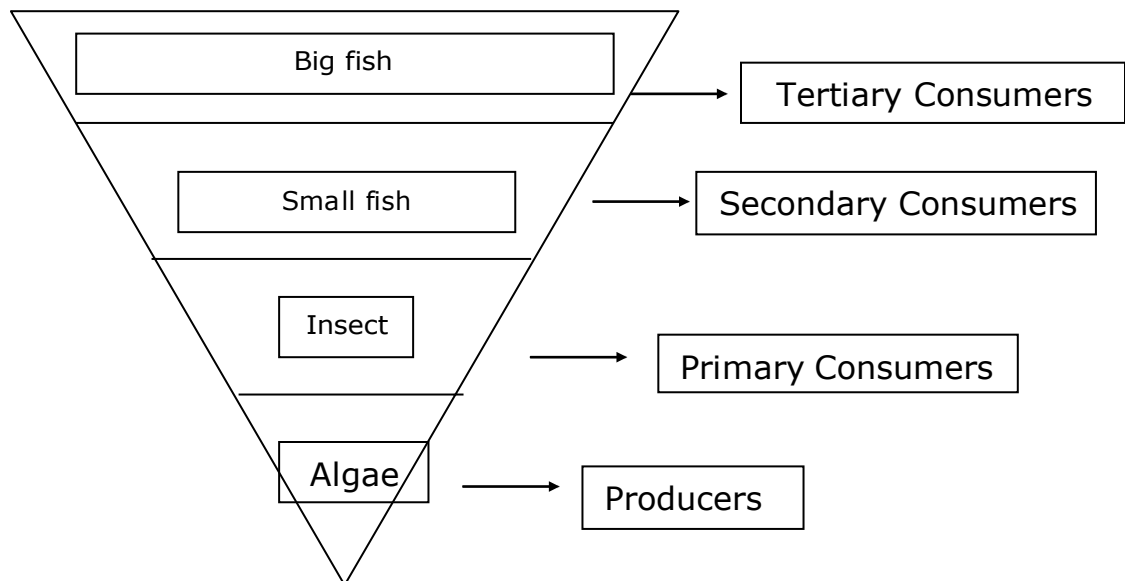 Big fish
Tertiary Consumers
Small fish
Secondary Consumers
Insect
Primary Consumers
Algae
Producers